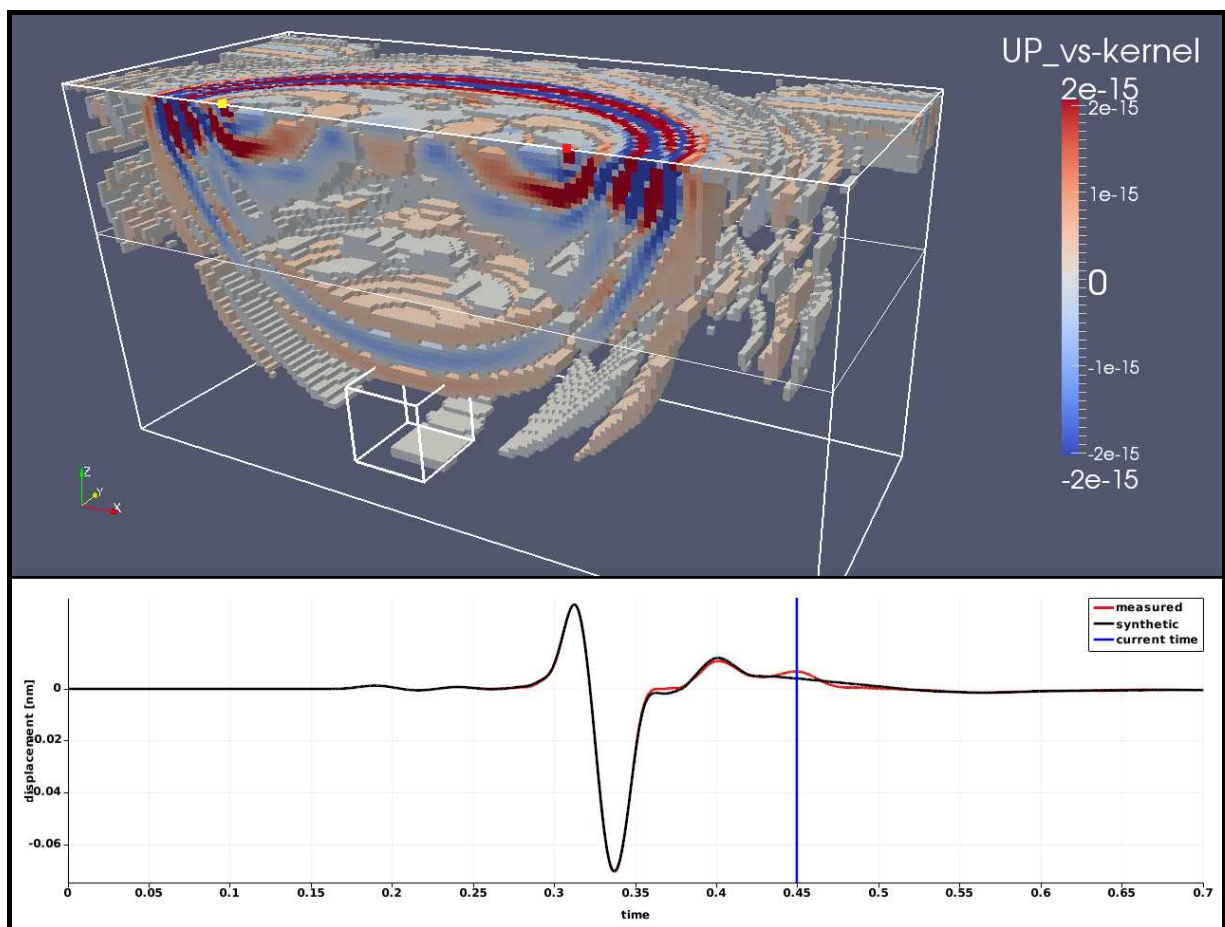 UP_vs-kernel
2e-15
2e-15
1e-15
0
-1e-15
-2e-15
-2e-15
Z
Y
X
measured
synthetic
current time
displacement [nm]
0
-0.02
-0.04
-0.06
0 0.05 0.1 0.15 0.2 0.25 0.3 0.35 0.4 0.45 0.5 0.55 0.6 0.65 0.7
time